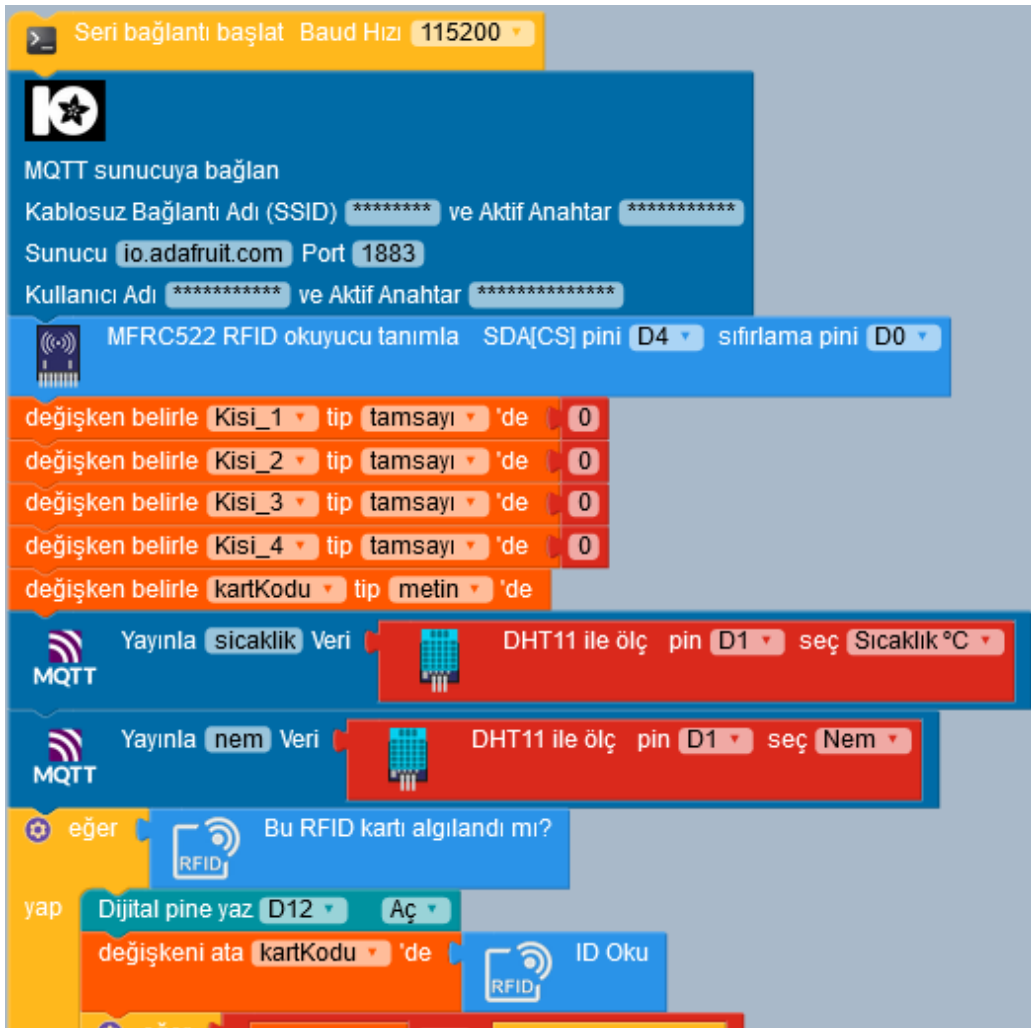 Seri bağlantı başlat Baud Hızı 115200
IO
MQTT sunucuya bağlan
Kablosuz Bağlantı Adı (SSID) ******** ve Aktif Anahtar ***********
Sunucu io.adafruit.com Port 1883
Kullanıcı Adı *********** ve Aktif Anahtar **************
MFRC522 RFID okuyucu tanımla SDA[CS] pini D4 sıfırlama pini D0
değişken belirle Kisi_1 tip tamsayı 'de 0
değişken belirle Kisi_2 tip tamsayı 'de 0
değişken belirle Kisi_3 tip tamsayı 'de 0
değişken belirle Kisi_4 tip tamsayı 'de 0
değişken belirle kartKodu tip metin 'de
MQTT Yayınla sicaklik Veri DHT11 ile ölç pin D1 seç Sıcaklık ºC
MQTT Yayınla nem Veri DHT11 ile ölç pin D1 seç Nem
eğer RFID Bu RFID kartı algılandı mı?
yap Dijital pine yaz D12 Aç
değişkeni ata kartKodu 'de RFID ID Oku